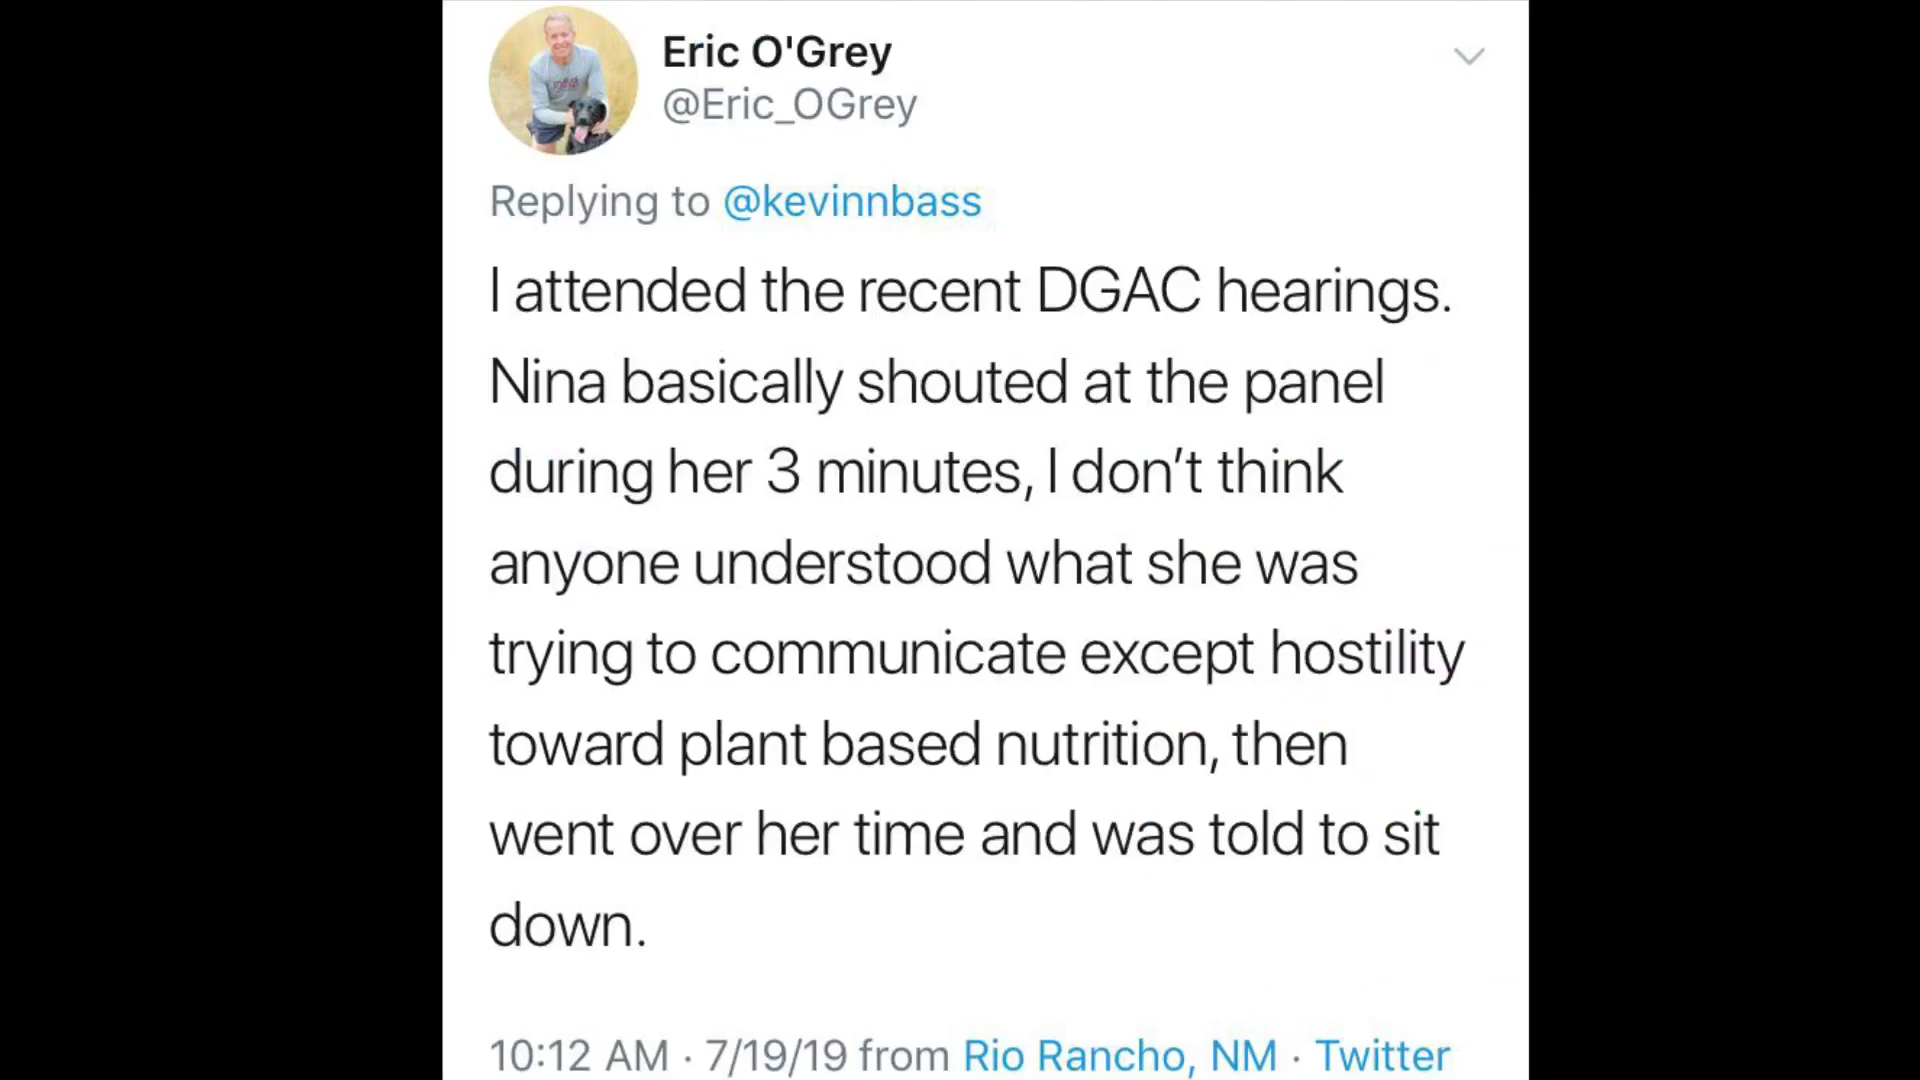 Eric O'Grey
@Eric_OGrey
Replying to @kevinnbass
I attended the recent DGAC hearings.
Nina basically shouted at the panel
during her 3 minutes, I don’t think
anyone understood what she was
trying to communicate except hostility
toward plant based nutrition, then
went over her time and was told to sit
down.
10:12 AM · 7/19/19 from Rio Rancho, NM · Twitter